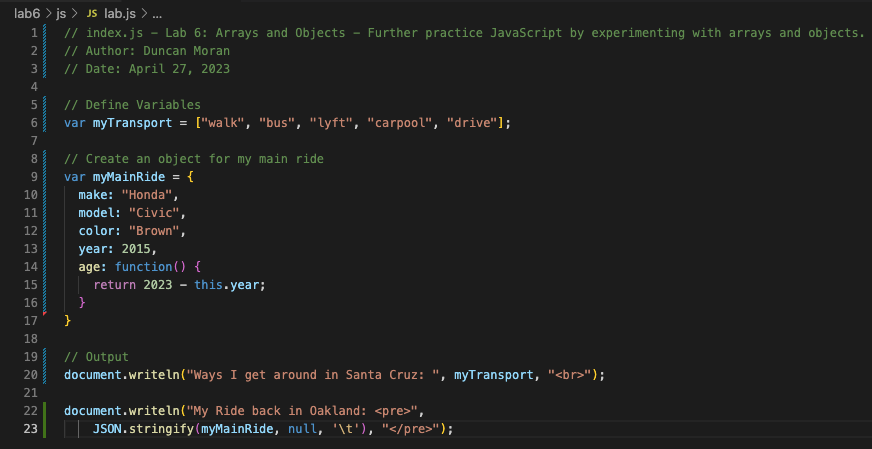 lab6 > js > JS lab.js > ...
1 // index.js - Lab 6: Arrays and Objects - Further practice JavaScript by experimenting with arrays and objects.
2 // Author: Duncan Moran
3 // Date: April 27, 2023
4
5 // Define Variables
6 var myTransport = ["walk", "bus", "lyft", "carpool", "drive"];
7
8 // Create an object for my main ride
9 var myMainRide = {
10   make: "Honda",
11   model: "Civic",
12   color: "Brown",
13   year: 2015,
14   age: function() {
15     return 2023 - this.year;
16   }
17 }
18
19 // Output
20 document.writeln("Ways I get around in Santa Cruz: ", myTransport, "<br>");
21
22 document.writeln("My Ride back in Oakland: <pre>",
23     JSON.stringify(myMainRide, null, '\t'), "</pre>");